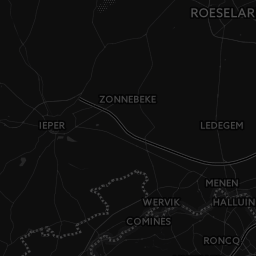 ROESELAR
ZONNEBEKE
IEPER
LEDEGEM
MENEN
WERVIK
HALLUIN
COMINES
RONCQ